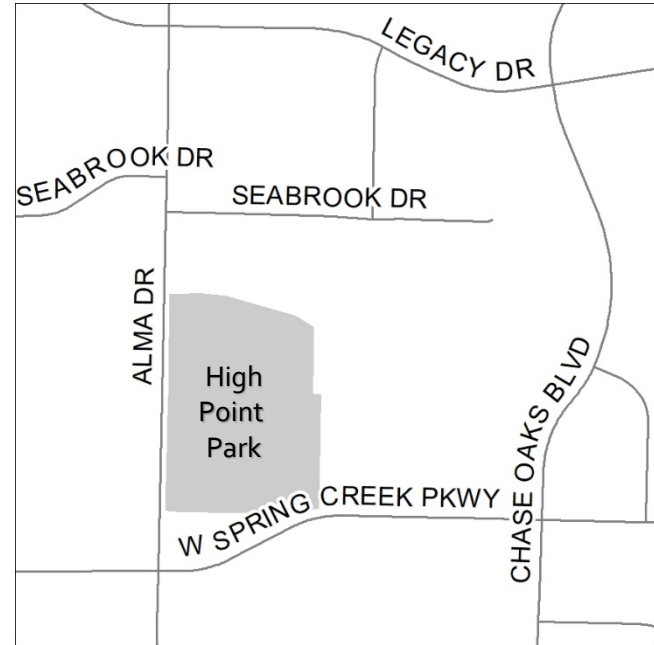 LEGACY DR
SEABROOK DR
SEABROOK DR
ALMA DR
High
Point
Park
CHASE OAKS BLVD
W SPRING CREEK PKWY